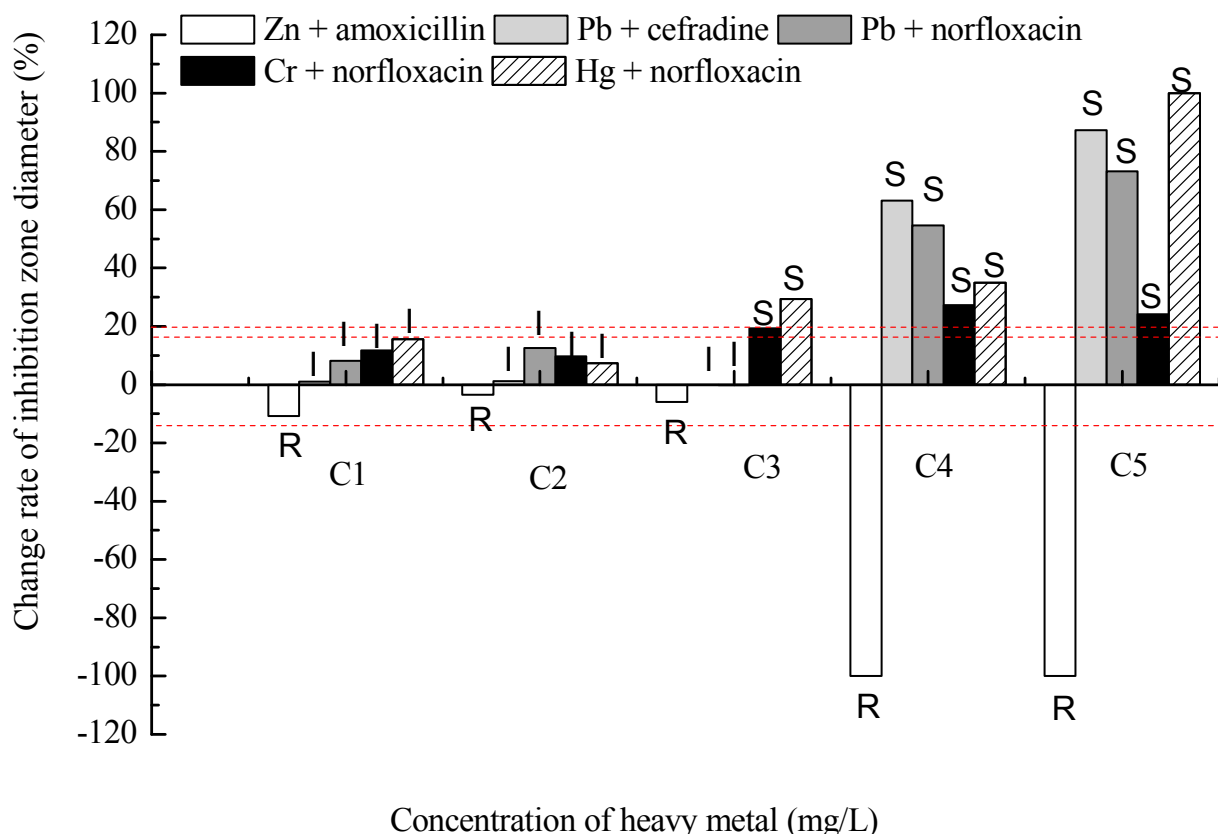 Change rate of inhibition zone diameter (%)
120
100
80
60
40
20
0
-20
-40
-60
-80
-100
-120
Zn + amoxicillin Pb + cefradine Pb + norfloxacin
Cr + norfloxacin Hg + norfloxacin
R I I I I
R I I I I
R I I S S
R S S S S
R S S S S
C1 C2 C3 C4 C5
Concentration of heavy metal (mg/L)